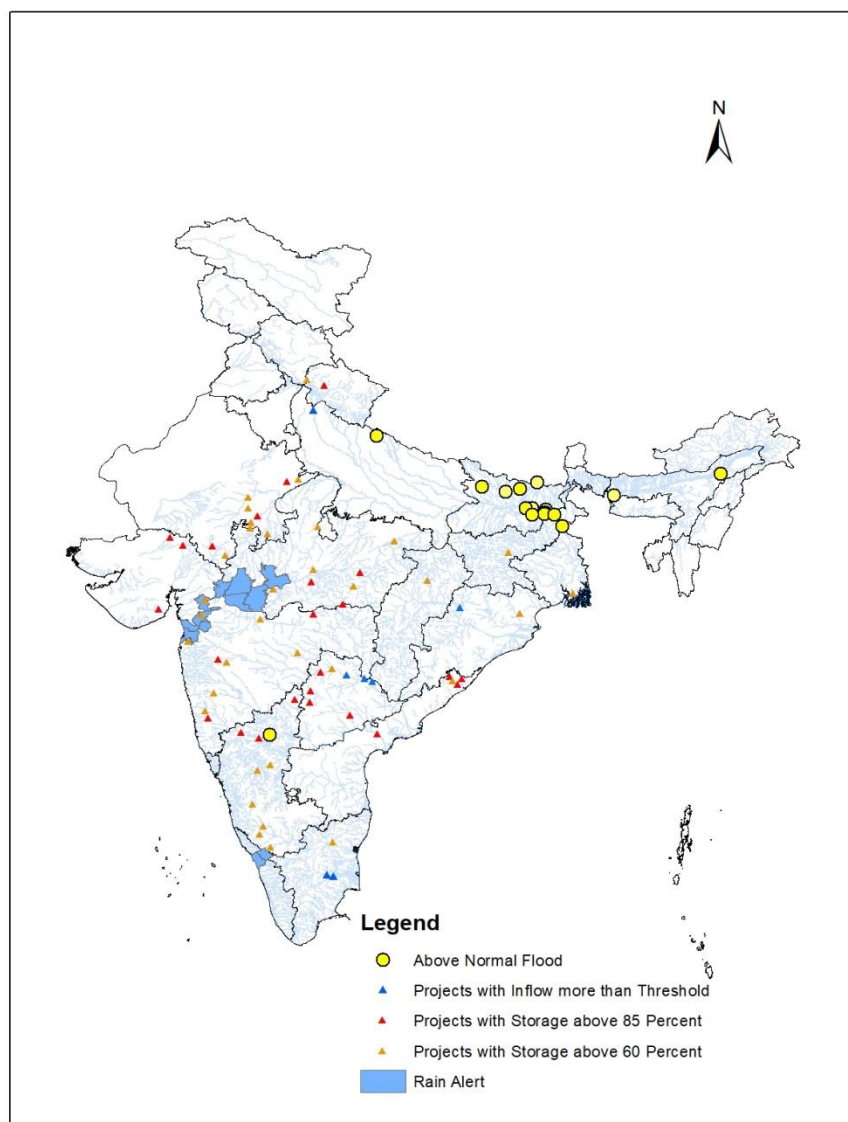 N
Legend
Above Normal Flood
Projects with Inflow more than Threshold
Projects with Storage above 85 Percent
Projects with Storage above 60 Percent
Rain Alert